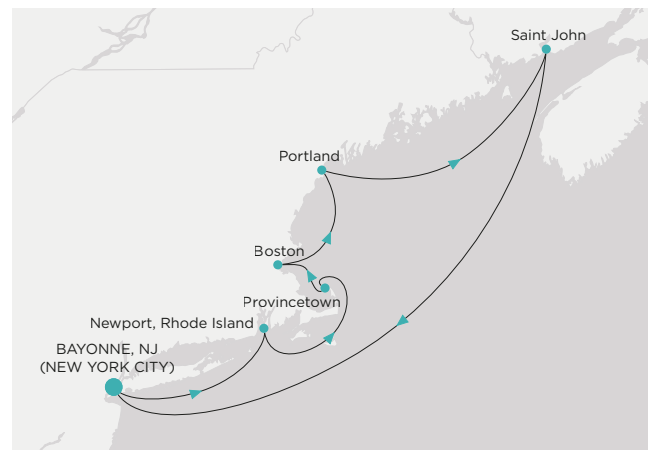 Saint John
Portland
Boston
Provincetown
Newport, Rhode Island
BAYONNE, NJ
(NEW YORK CITY)